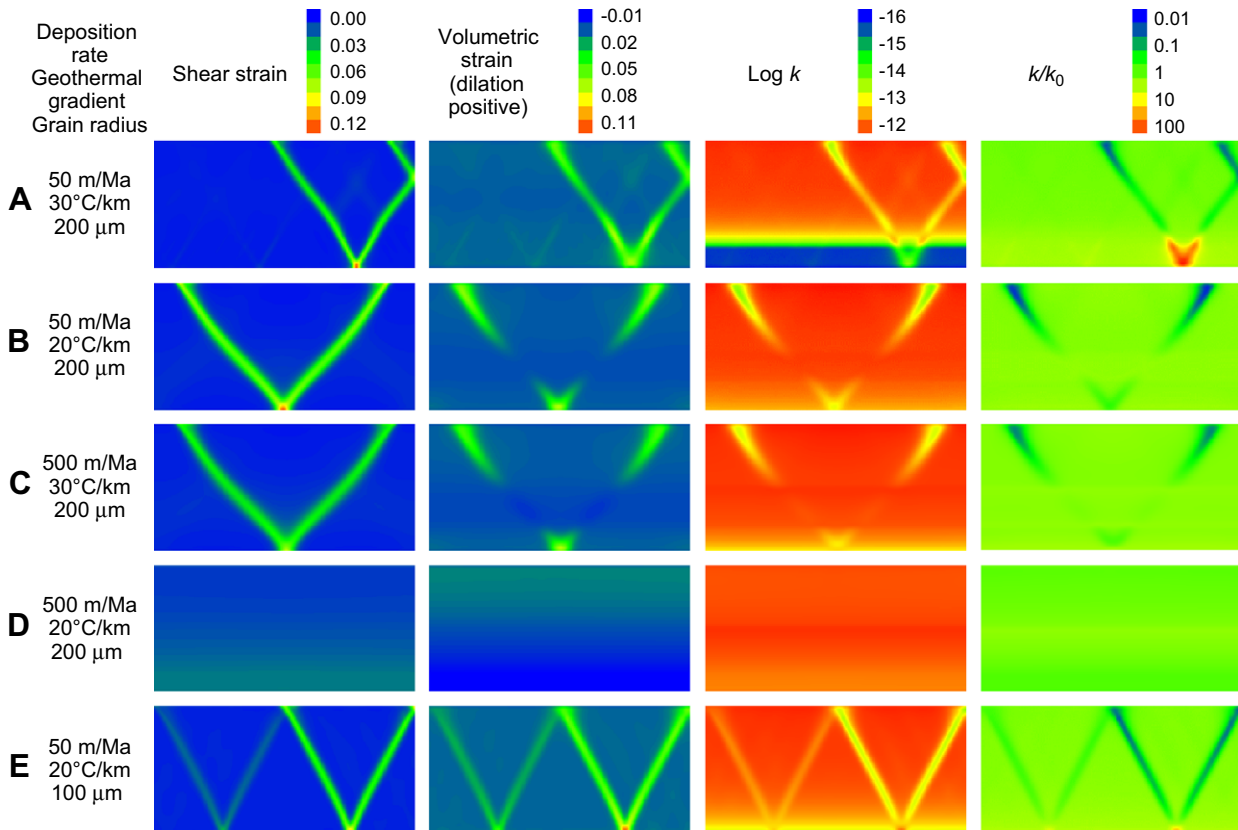 Deposition
rate
Geothermal
gradient
Grain radius
Shear strain
0.00
0.03
0.06
0.09
0.12
Volumetric
strain
(dilation
positive)
-0.01
0.02
0.05
0.08
0.11
Log k
-16
-15
-14
-13
-12
k/k₀
0.01
0.1
1
10
100
A
50 m/Ma
30°C/km
200 μm
B
50 m/Ma
20°C/km
200 μm
C
500 m/Ma
30°C/km
200 μm
D
500 m/Ma
20°C/km
200 μm
E
50 m/Ma
20°C/km
100 μm